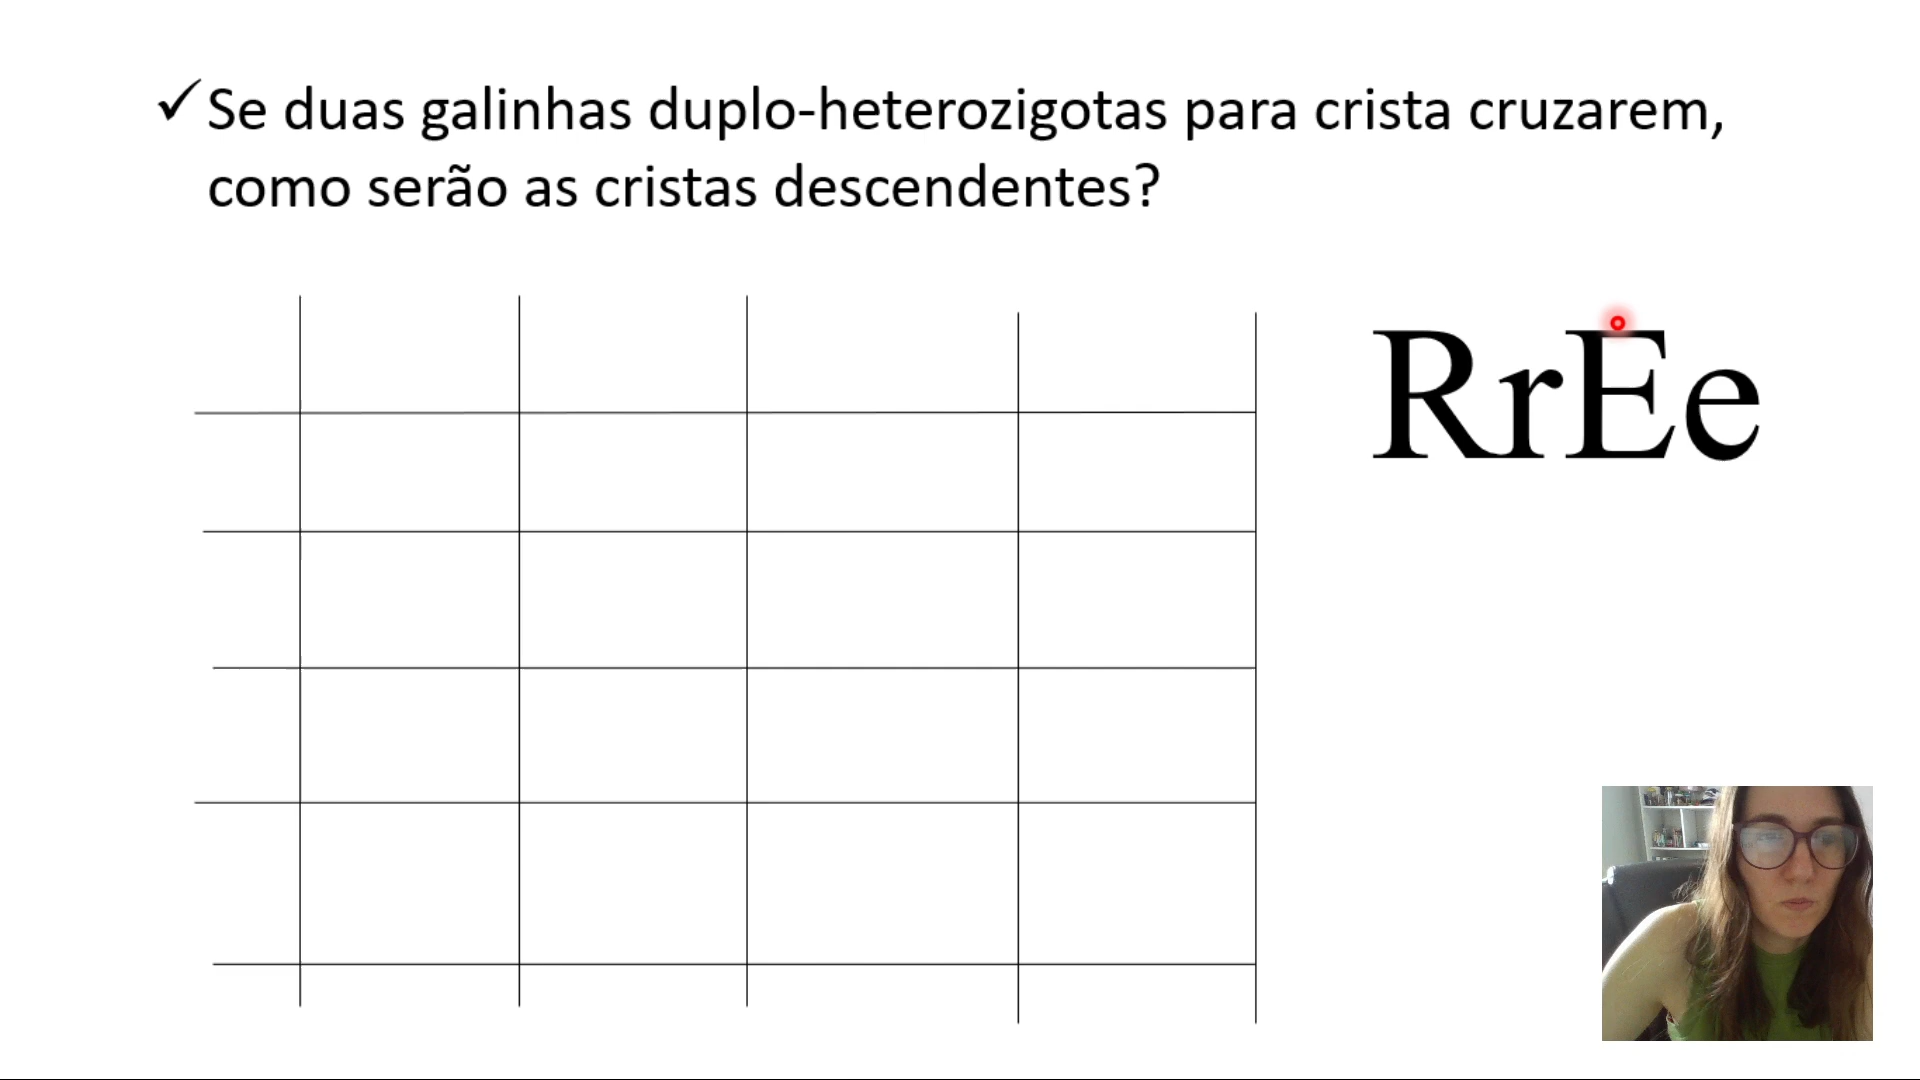 ✓Se duas galinhas duplo-heterozigotas para crista cruzarem,
como serão as cristas descendentes?
RrEe